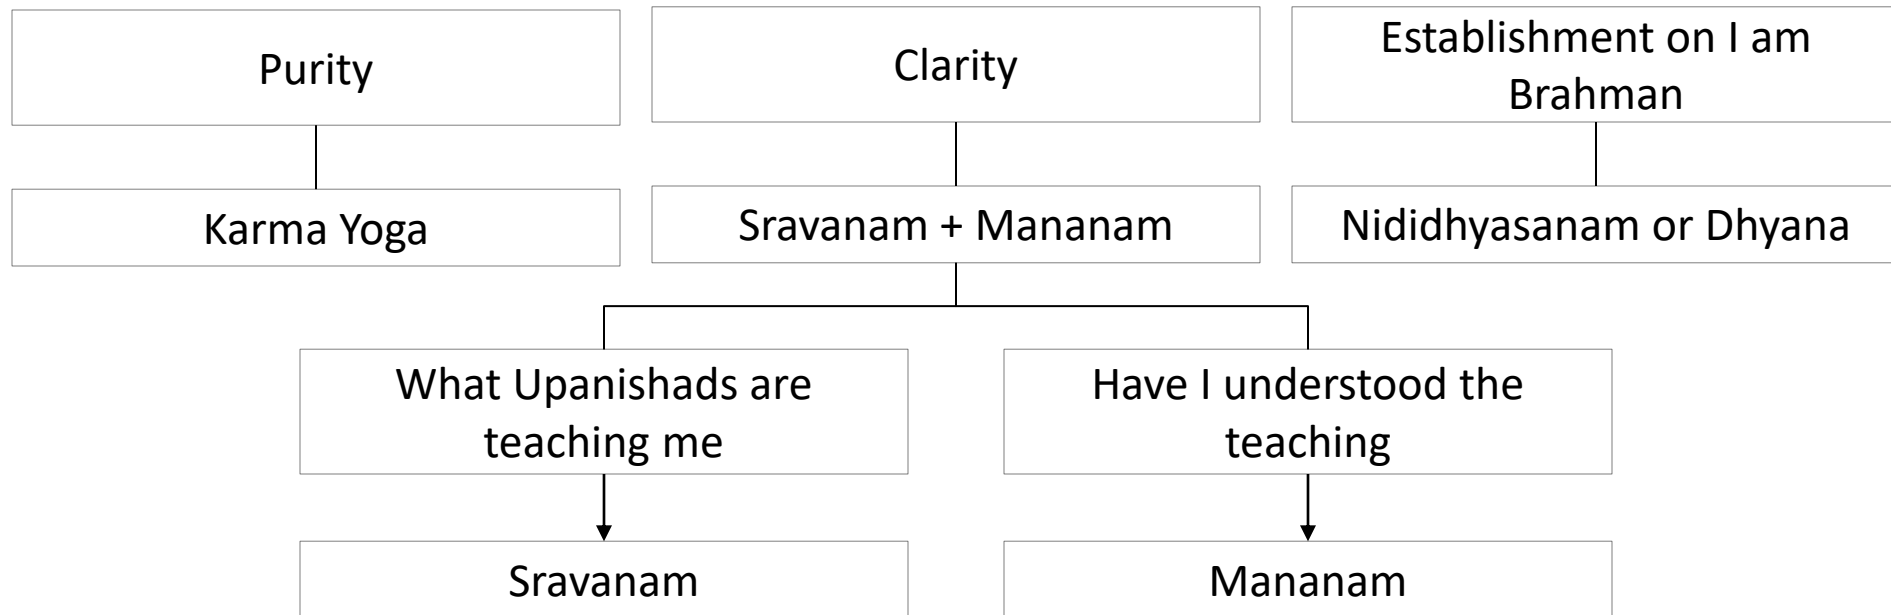 Purity
Clarity
Establishment on I am
Brahman
Karma Yoga
Sravanam + Mananam
Nididhyasanam or Dhyana
What Upanishads are
teaching me
Have I understood the
teaching
Sravanam
Mananam